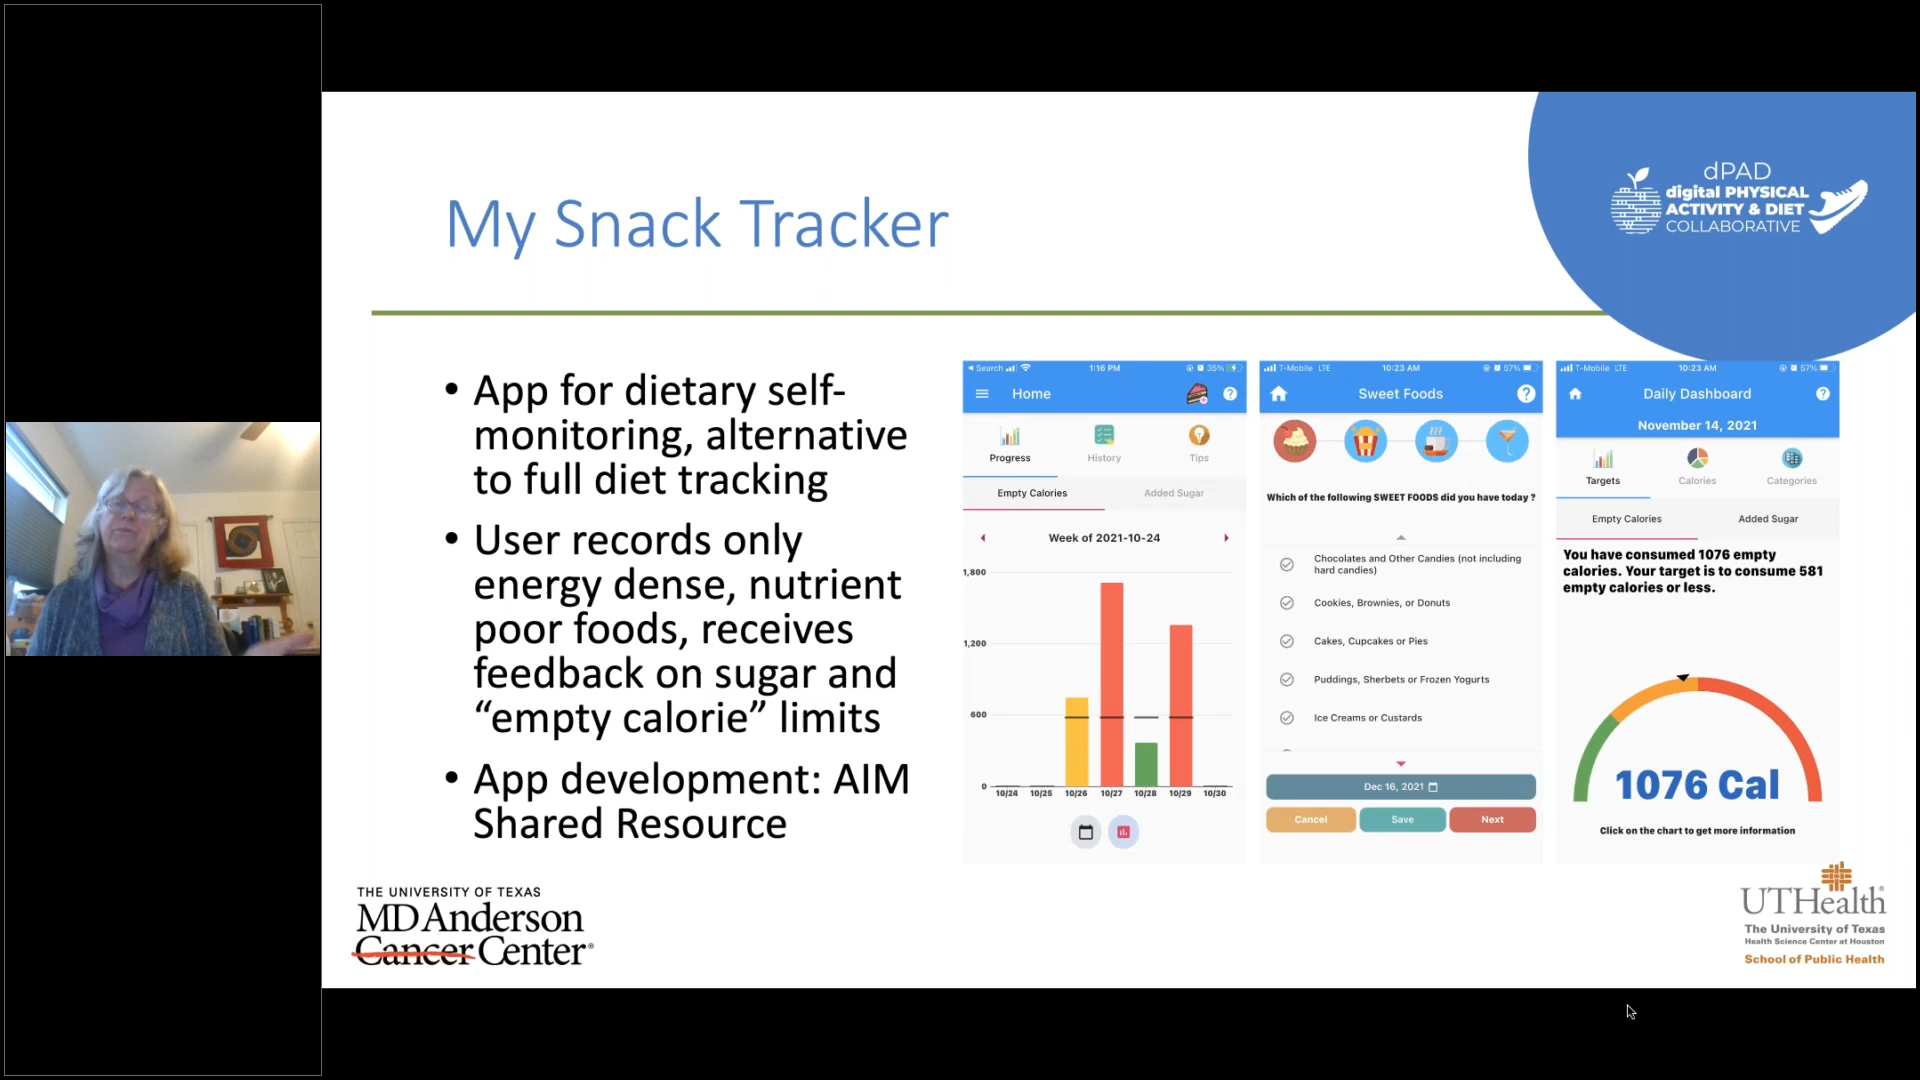 My Snack Tracker
dPAD
digital PHYSICAL
ACTIVITY & DIET
COLLABORATIVE
• App for dietary self-
monitoring, alternative
to full diet tracking
• User records only
energy dense, nutrient
poor foods, receives
feedback on sugar and
“empty calorie” limits
• App development: AIM
Shared Resource
Search 1:16 PM 35%
Home
Progress History Tips
Empty Calories Added Sugar
Week of 2021-10-24
1,800
1,200
600
0
10/24 10/25 10/26 10/27 10/28 10/29 10/30
T-Mobile LTE 10:23 AM 57%
Sweet Foods ?
Which of the following SWEET FOODS did you have today ?
Chocolates and Other Candies (not including
hard candies)
Cookies, Brownies, or Donuts
Cakes, Cupcakes or Pies
Puddings, Sherbets or Frozen Yogurts
Ice Creams or Custards
Dec 16, 2021
Cancel Save Next
T-Mobile LTE 10:23 AM 57%
Daily Dashboard ?
November 14, 2021
Targets Calories Categories
Empty Calories Added Sugar
You have consumed 1076 empty
calories. Your target is to consume 581
empty calories or less.
1076 Cal
Click on the chart to get more information
THE UNIVERSITY OF TEXAS
MD Anderson
Cancer Center®
UTHealth®
The University of Texas
Health Science Center at Houston
School of Public Health